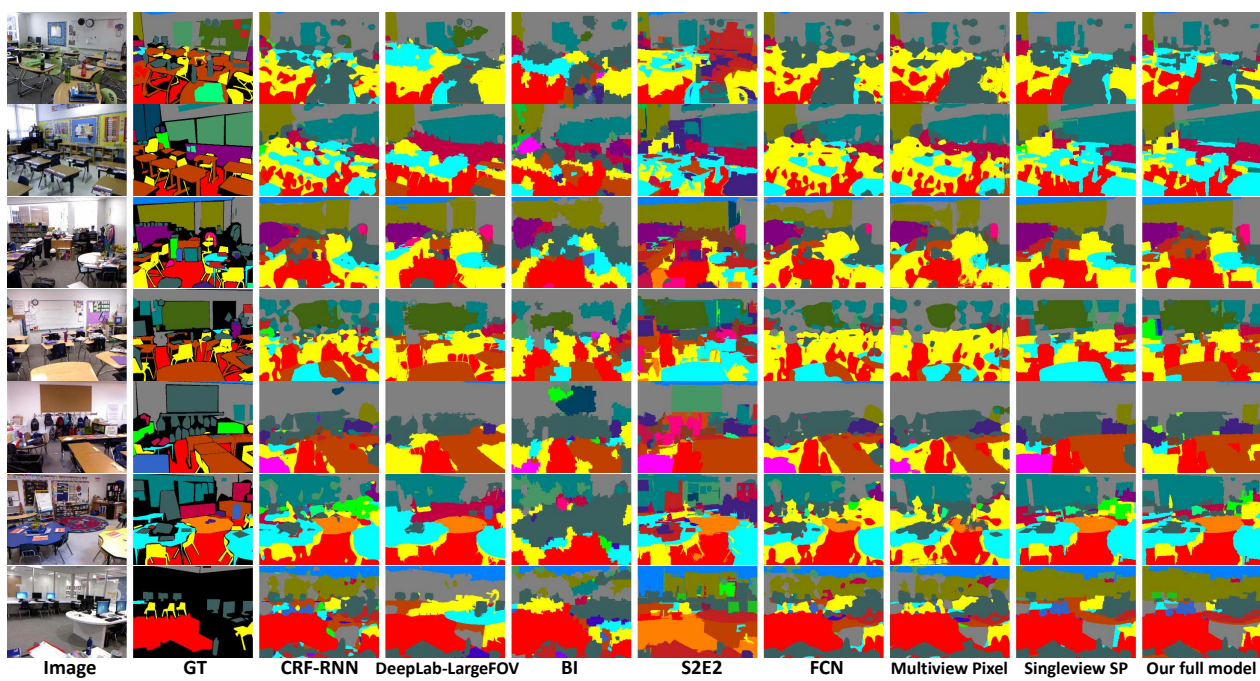 Image GT CRF-RNN DeepLab-LargeFOV BI S2E2 FCN Multiview Pixel Singleview SP Our full model